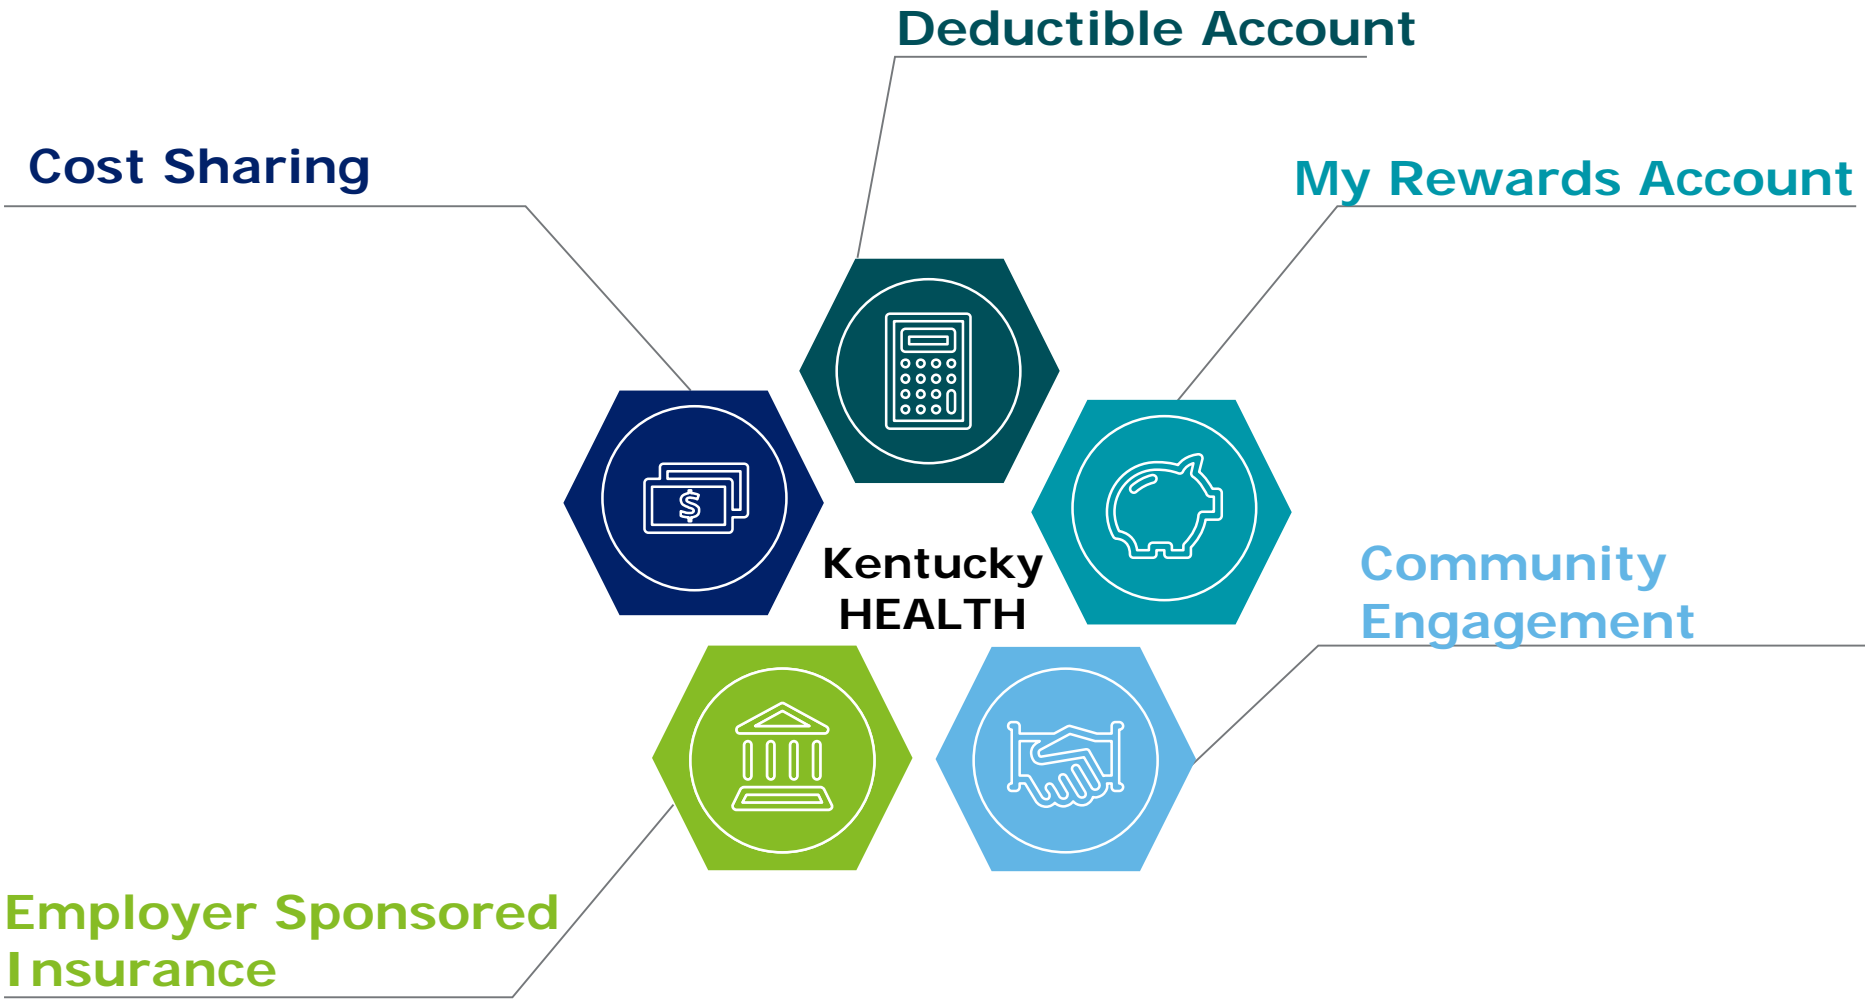 Deductible Account
Cost Sharing
My Rewards Account
$
Kentucky
HEALTH
Community
Engagement
Employer Sponsored
Insurance